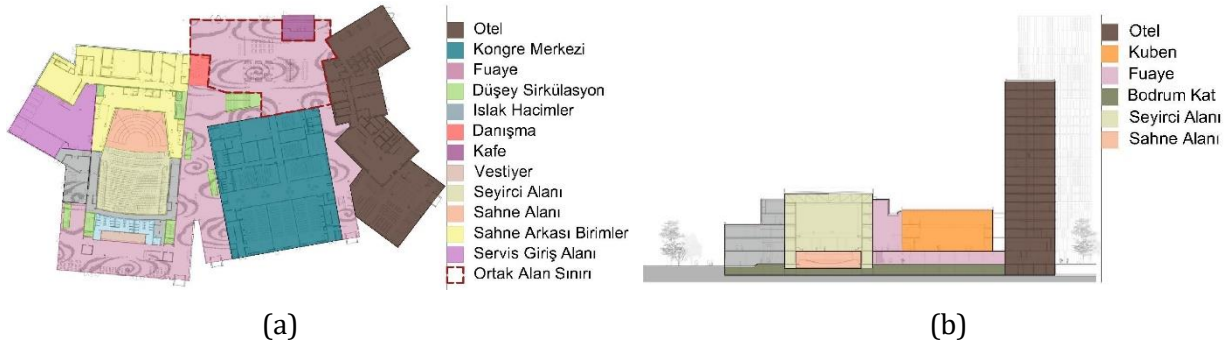 Otel
Kongre Merkezi
Fuaye
Düşey Sirkülasyon
Islak Hacimler
Danışma
Kafe
Vestiyer
Seyirci Alanı
Sahne Alanı
Sahne Arkası Birimler
Servis Giriş Alanı
Ortak Alan Sınırı
(a)
Otel
Kuben
Fuaye
Bodrum Kat
Seyirci Alanı
Sahne Alanı
(b)